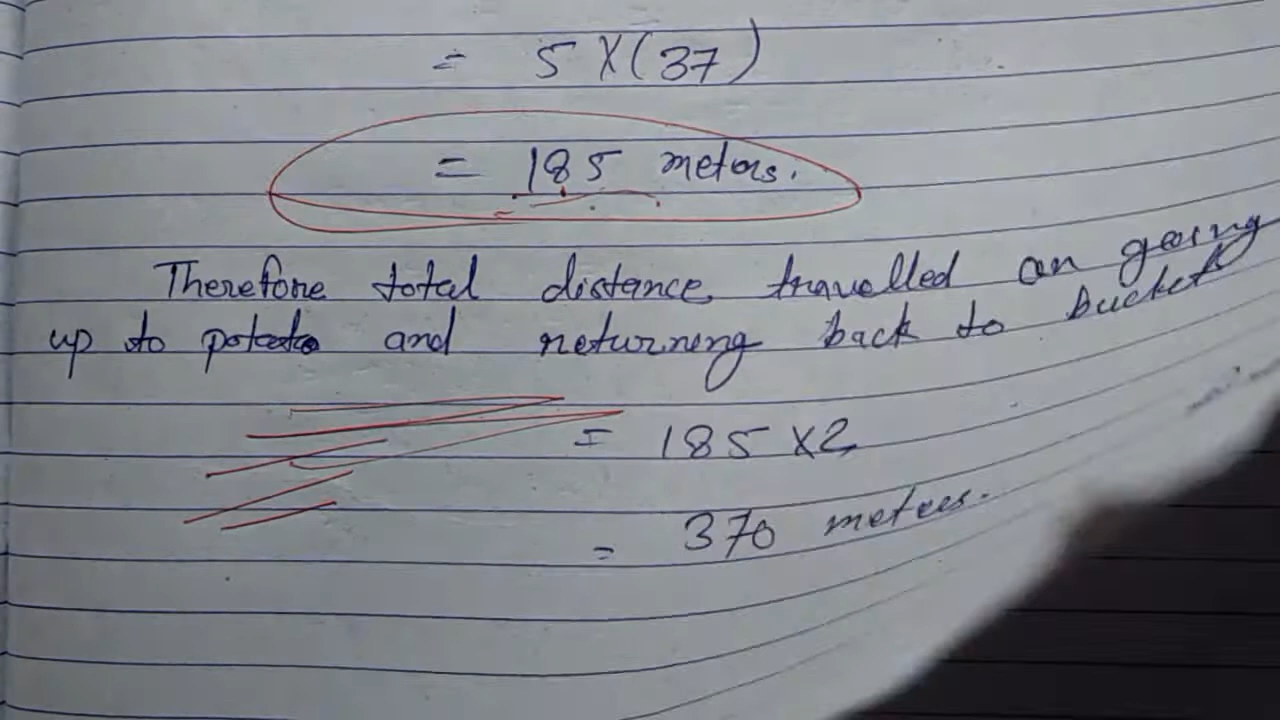 = 5 X (37)
= 185 meters.
Therefore total distance travelled on going
up to potato and returning back to bucket
= 185 X 2
= 370 meters.